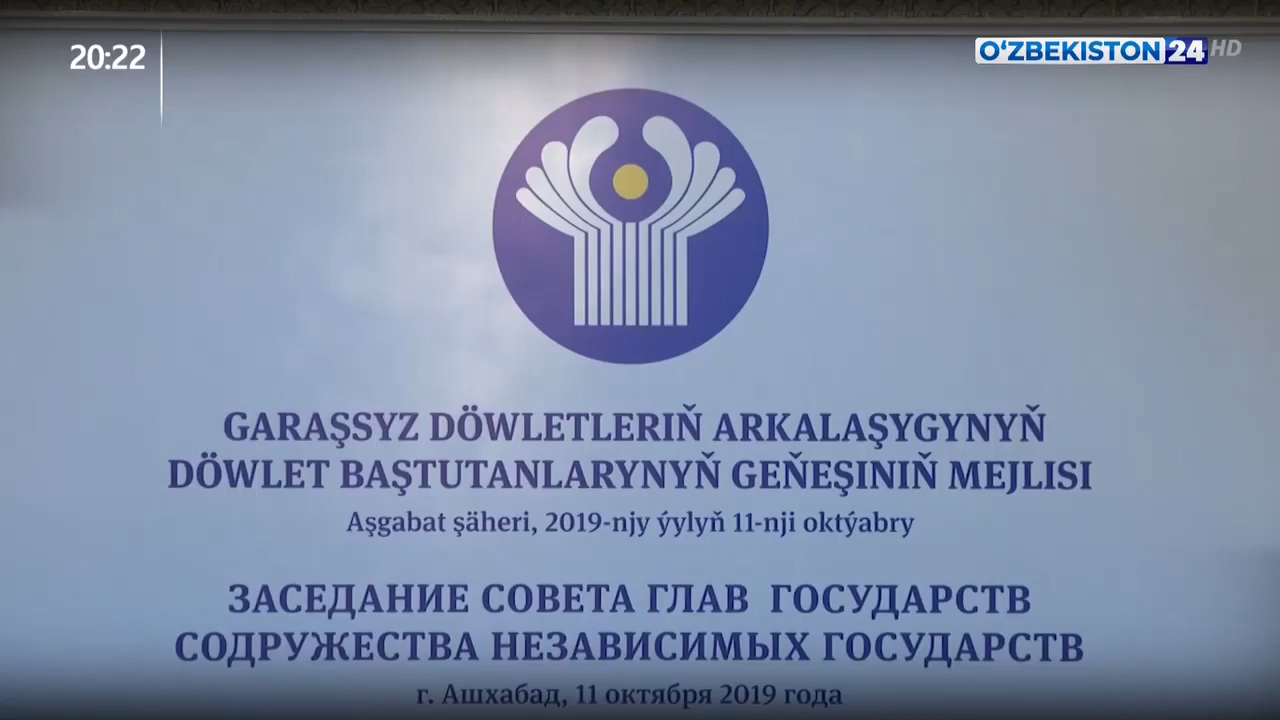 20:22
O‘ZBEKISTON 24 HD
GARAŞSYZ DÖWLETLERIŇ ARKALAŞYGYNYŇ
DÖWLET BAŞTUTANLARYNYŇ GEŇEŞINIŇ MEJLISI
Aşgabat şäheri, 2019-njy ýylyň 11-nji oktýabry
ЗАСЕДАНИЕ СОВЕТА ГЛАВ ГОСУДАРСТВ
СОДРУЖЕСТВА НЕЗАВИСИМЫХ ГОСУДАРСТВ
г. Ашхабад, 11 октября 2019 года